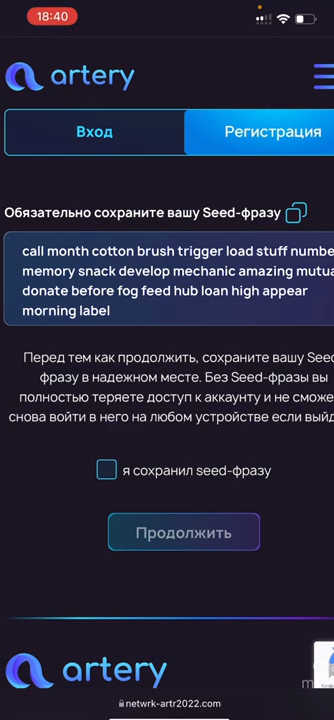 18:40
artery
Вход
Регистрация
Обязательно сохраните вашу Seed-фразу
call month cotton brush trigger load stuff numbe
memory snack develop mechanic amazing mutua
donate before fog feed hub loan high appear
morning label
Перед тем как продолжить, сохраните вашу Seed
фразу в надежном месте. Без Seed-фразы вы
полностью теряете доступ к аккаунту и не сможе
снова войти в него на любом устройстве если выйд
я сохранил seed-фразу
Продолжить
artery
netwrk-artr2022.com